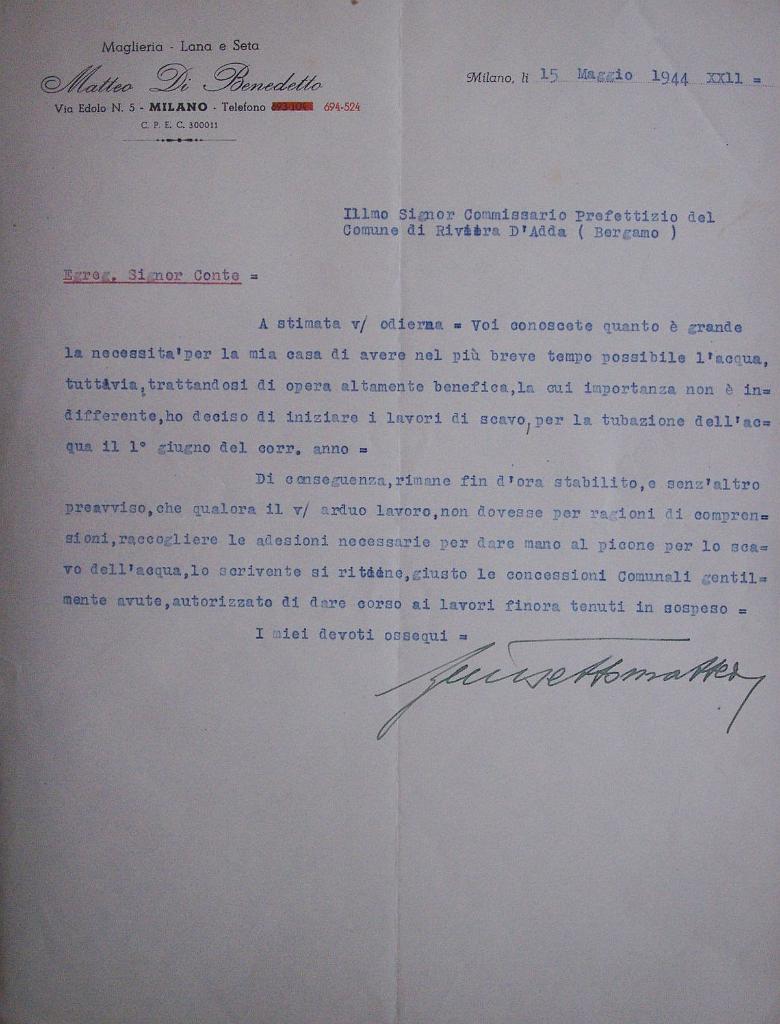 Maglieria - Lana e Seta
Matteo Di Benedetto
Via Edolo N. 5 - MILANO - Telefono 694-524
C. P. E. C. 300011
Milano, li 15 Maggio 1944 XXll =
Illmo Signor Commissario Prefettizio del
Comune di Riviera D'Adda ( Bergamo )
Egreg. Signor Conte =
A stimata v/ odierna = Voi conoscete quanto è grande
la necessita'per la mia casa di avere nel più breve tempo possibile l'acqua,
tuttavia,trattandosi di opera altamente benefica,la cui importanza non è in=
differente,ho deciso di iniziare i lavori di scavo,per la tubazione dell'ac=
qua il 1° giugno del corr. anno =
Di conseguenza,rimane fin d'ora stabilito,e senz'altro
preavviso,che qualora il v/ arduo lavoro,non dovesse per ragioni di compren=
sioni,raccogliere le adesioni necessarie per dare mano al picone per lo sca=
vo dell'acqua,lo scrivente si ritiene,giusto le concessioni Comunali gentil=
mente avute,autorizzato di dare corso ai lavori finora tenuti in sospeso =
I miei devoti ossequi =